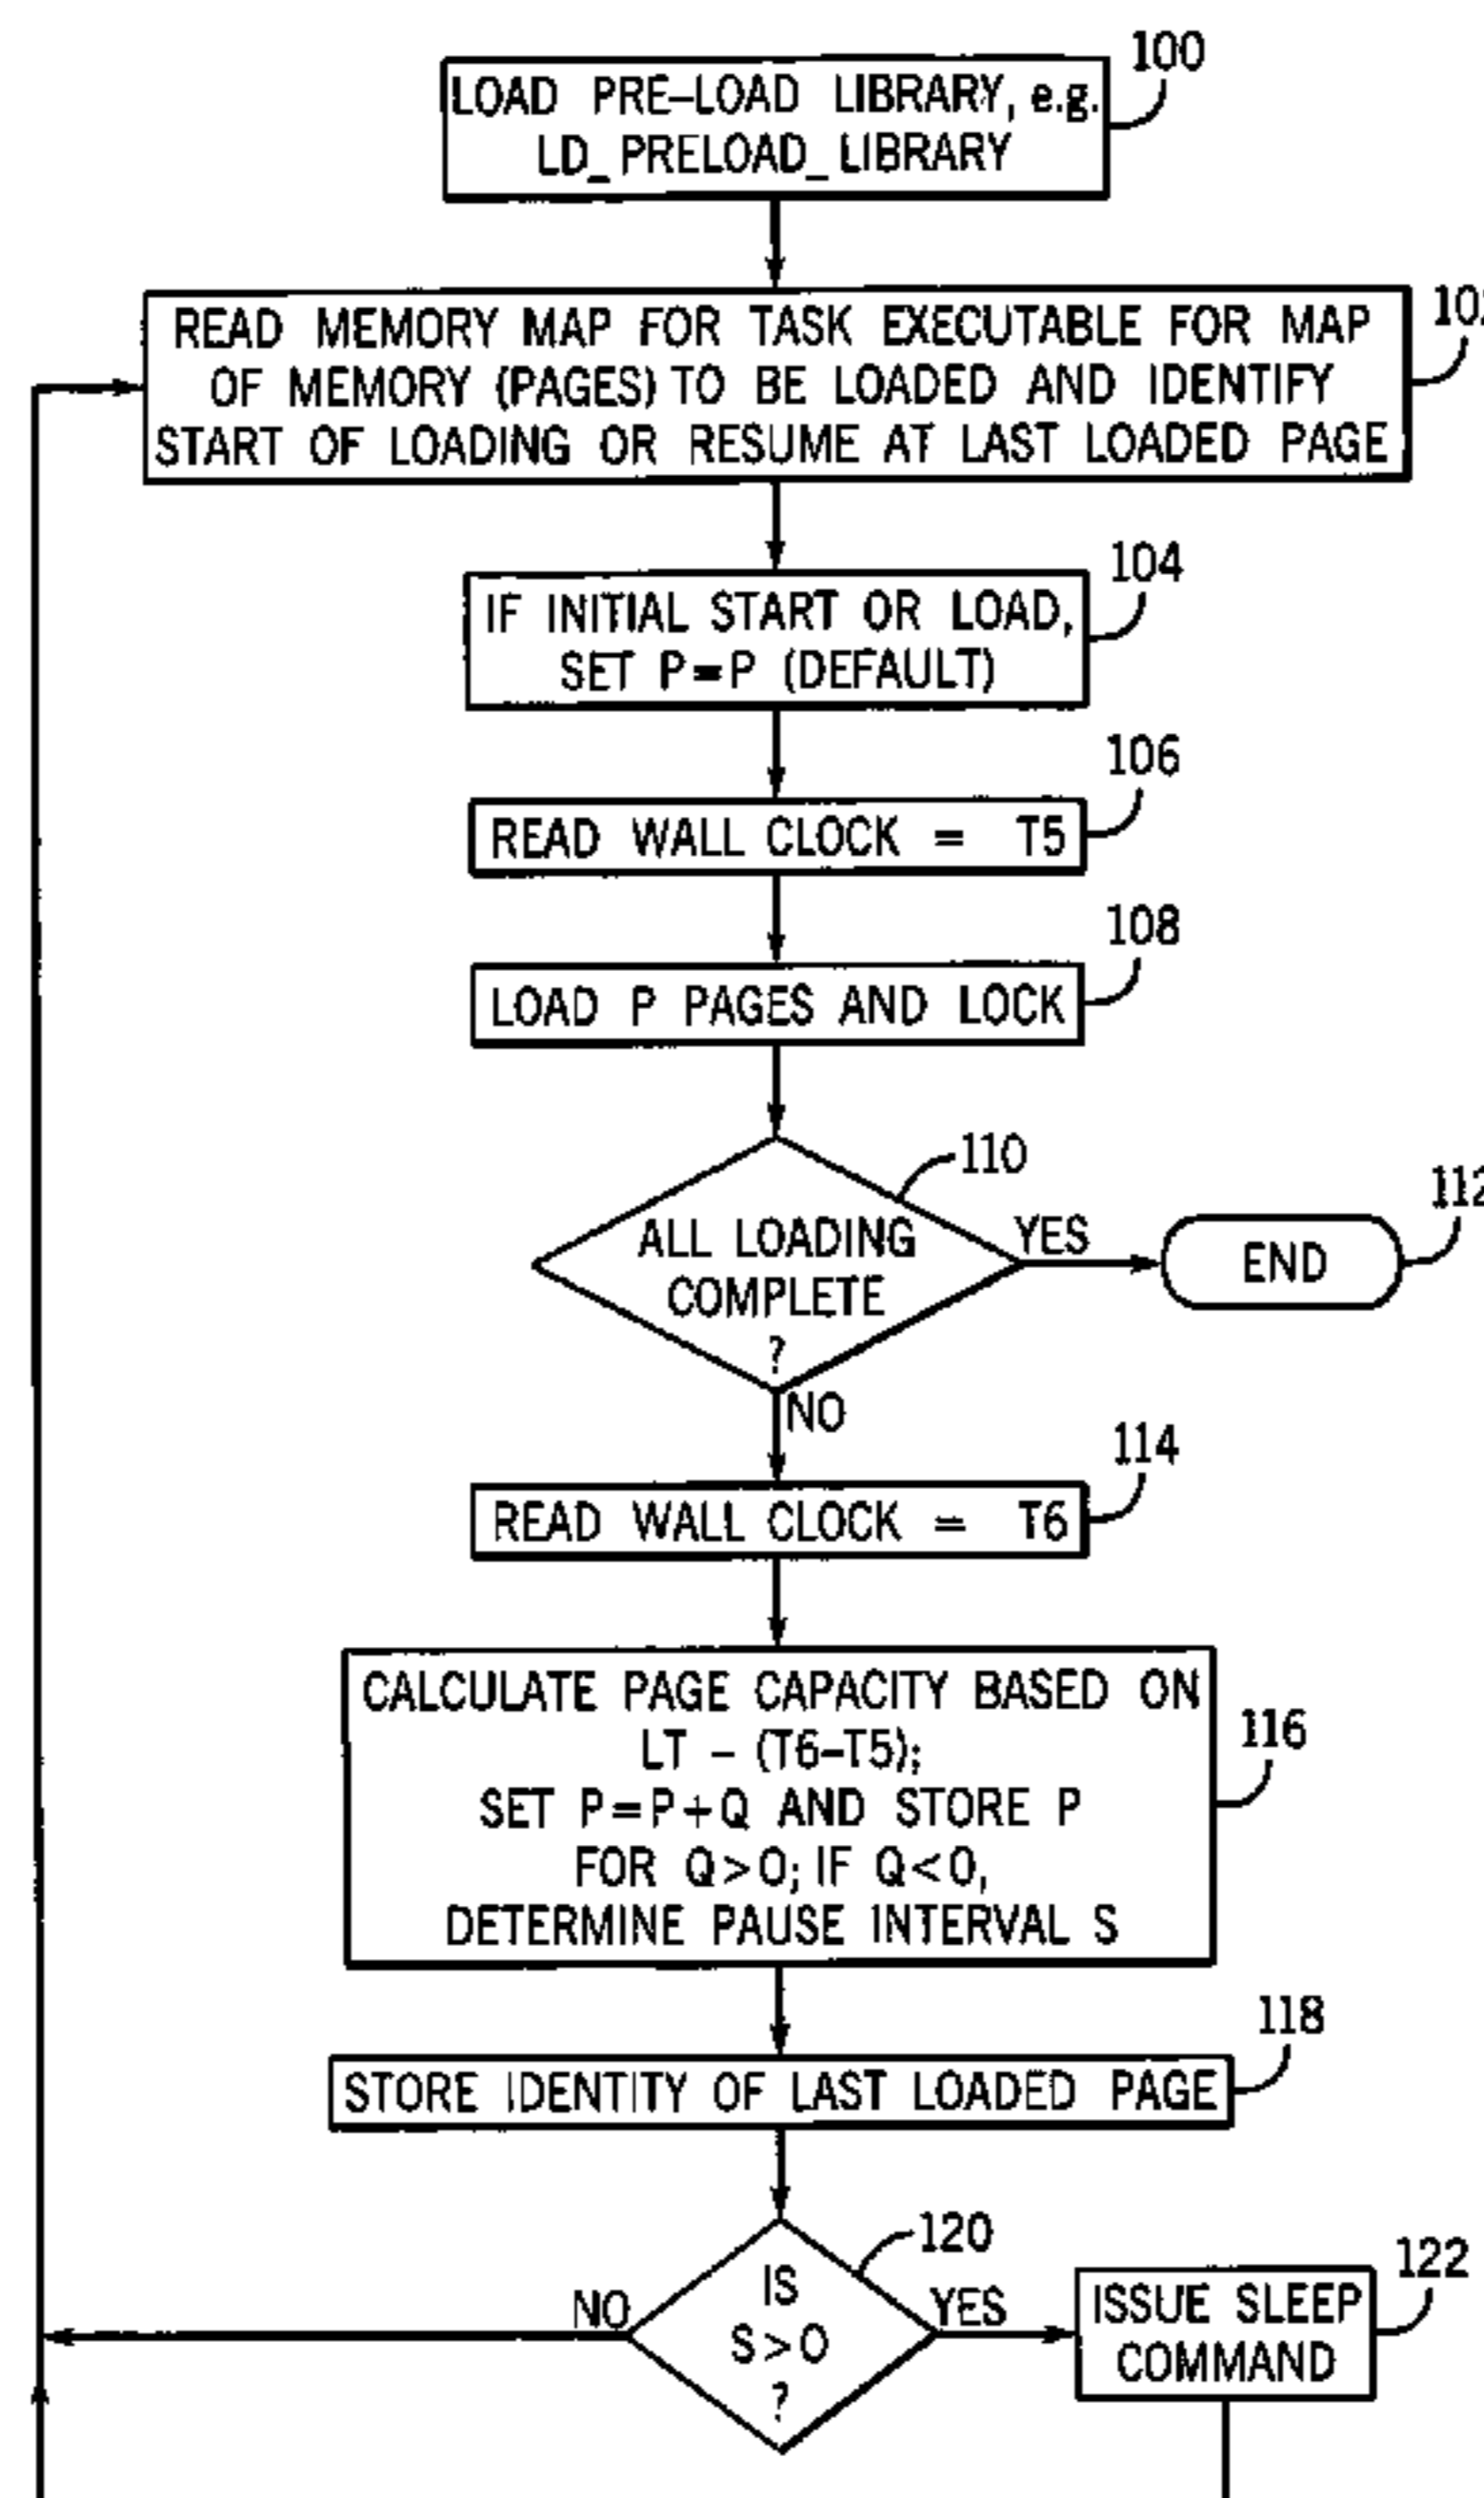 100
LOAD PRE-LOAD LIBRARY, e.g.
LD_PRELOAD_LIBRARY
READ MEMORY MAP FOR TASK EXECUTABLE FOR MAP
OF MEMORY (PAGES) TO BE LOADED AND IDENTIFY
START OF LOADING OR RESUME AT LAST LOADED PAGE
104
IF INITIAL START OR LOAD,
SET P=P (DEFAULT)
106
READ WALL CLOCK = T5
108
LOAD P PAGES AND LOCK
110
ALL LOADING
COMPLETE
?
YES
112
END
NO
114
READ WALL CLOCK = T6
116
CALCULATE PAGE CAPACITY BASED ON
LT - (T6-T5);
SET P=P+Q AND STORE P
FOR Q>0; IF Q<0,
DETERMINE PAUSE INTERVAL S
118
STORE IDENTITY OF LAST LOADED PAGE
120
IS
S>0
?
NO
YES
122
ISSUE SLEEP
COMMAND